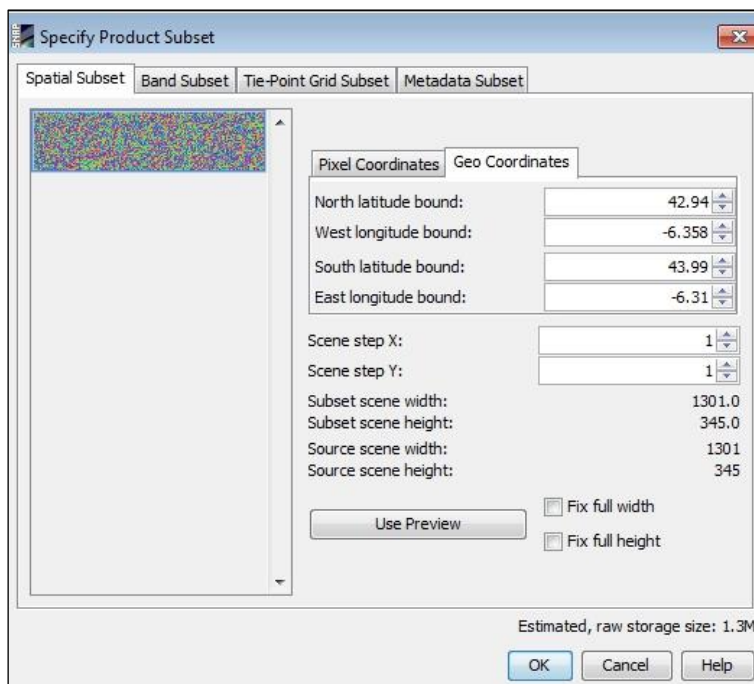 SNAP
Specify Product Subset
Spatial Subset Band Subset Tie-Point Grid Subset Metadata Subset
Pixel Coordinates Geo Coordinates
North latitude bound: 42.94
West longitude bound: -6.358
South latitude bound: 43.99
East longitude bound: -6.31
Scene step X: 1
Scene step Y: 1
Subset scene width: 1301.0
Subset scene height: 345.0
Source scene width: 1301
Source scene height: 345
Use Preview
Fix full width
Fix full height
Estimated, raw storage size: 1.3M
OK Cancel Help